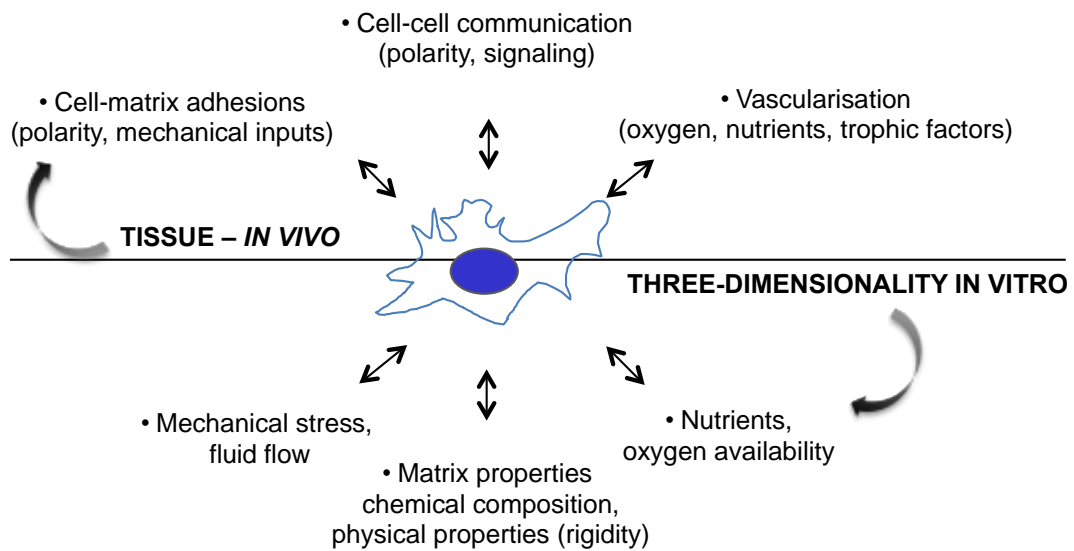 • Cell-cell communication
(polarity, signaling)
• Cell-matrix adhesions
(polarity, mechanical inputs)
• Vascularisation
(oxygen, nutrients, trophic factors)
TISSUE – IN VIVO
THREE-DIMENSIONALITY IN VITRO
• Mechanical stress,
fluid flow
• Matrix properties
chemical composition,
physical properties (rigidity)
• Nutrients,
oxygen availability